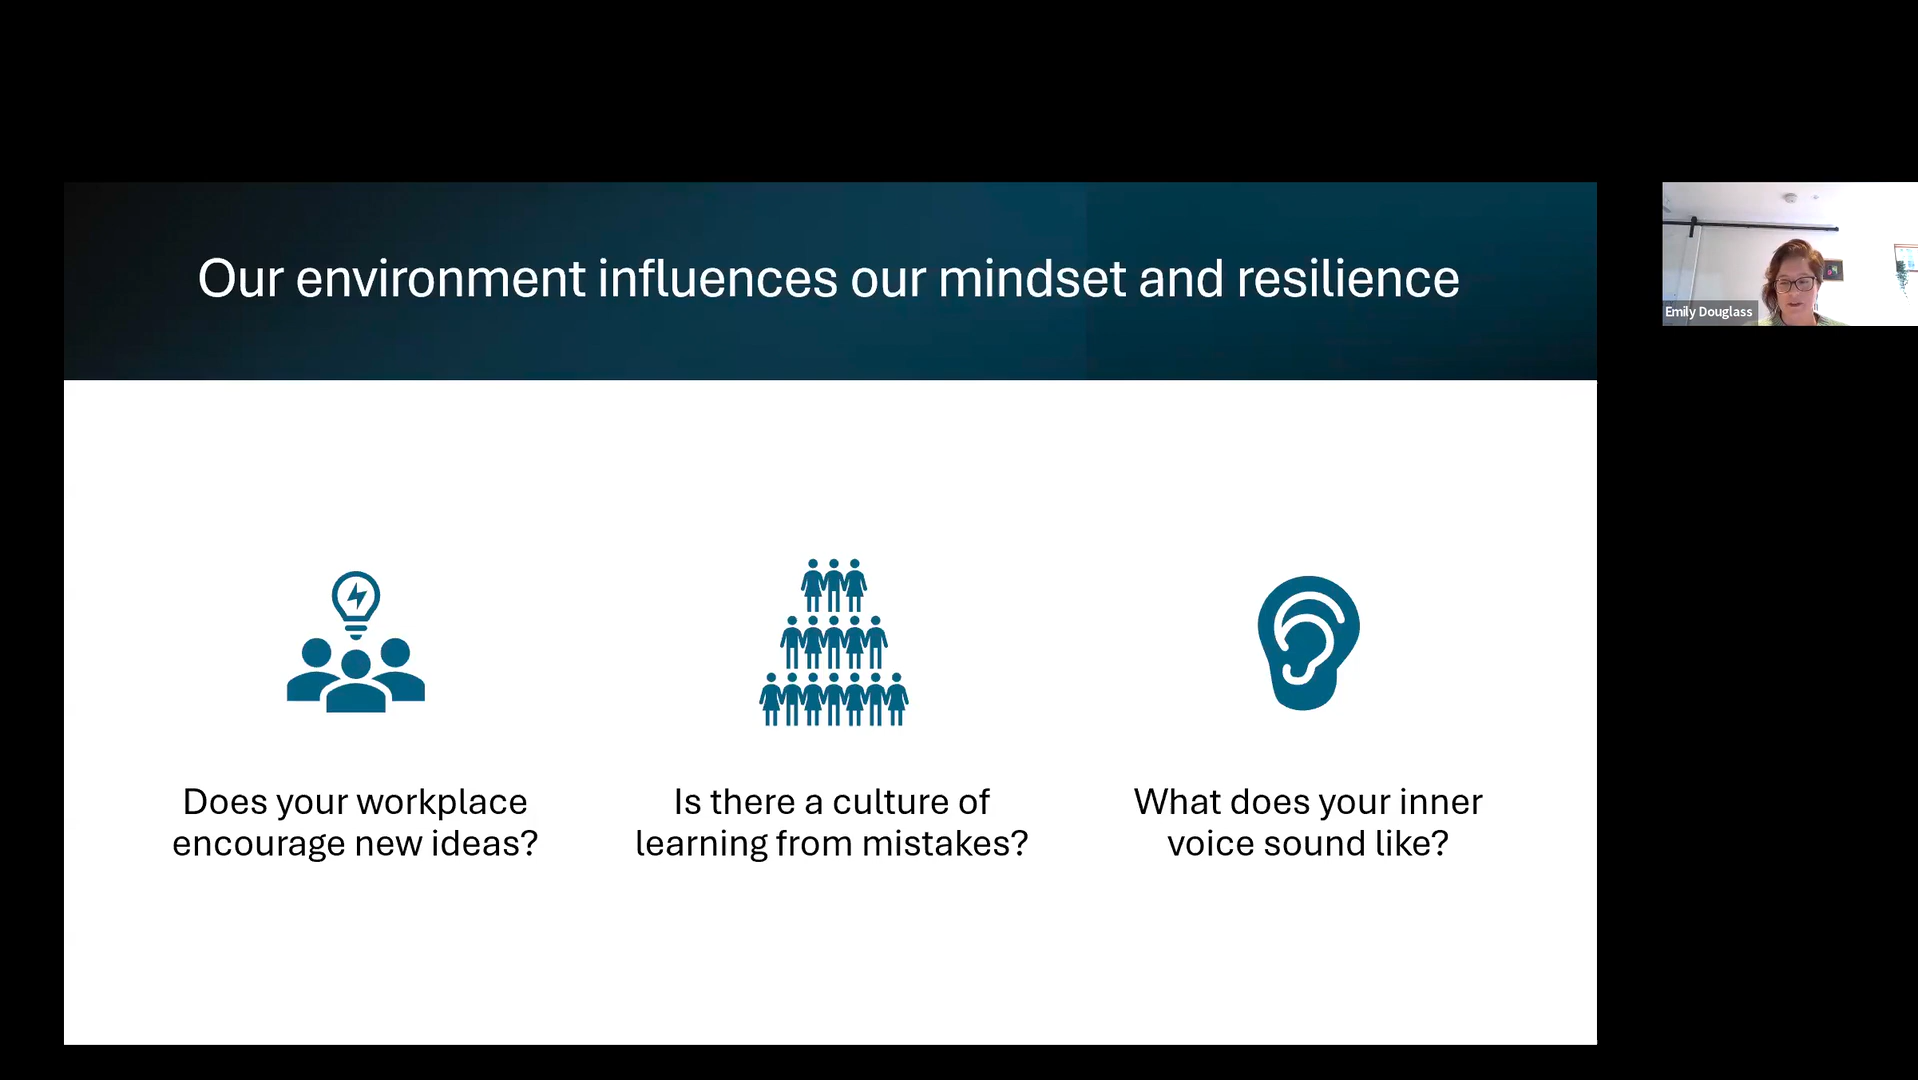 Our environment influences our mindset and resilience
Emily Douglass
Does your workplace
encourage new ideas?
Is there a culture of
learning from mistakes?
What does your inner
voice sound like?